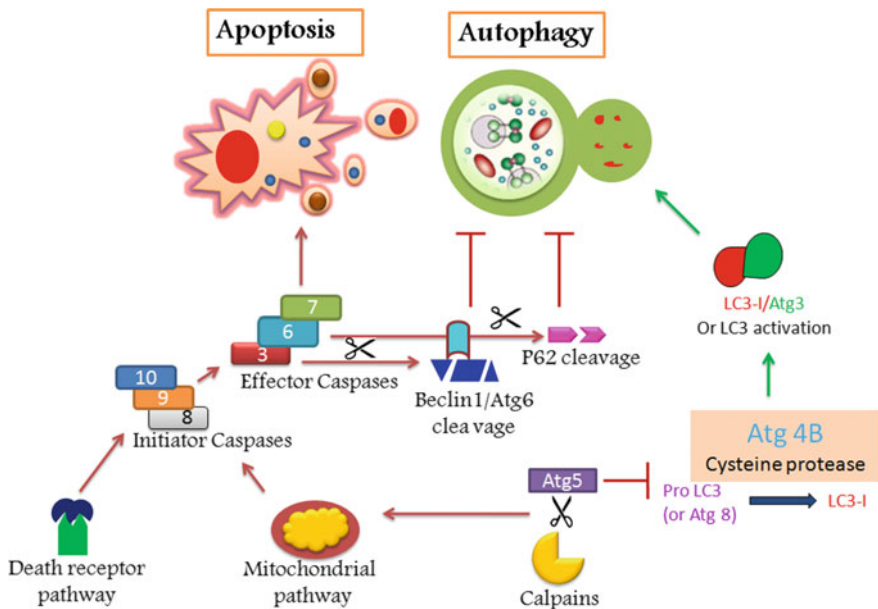 Apoptosis
Autophagy
7
6
3
Effector Caspases
10
9
8
Initiator Caspases
Beclin1/Atg6
clea vage
P62 cleavage
LC3-I/Atg3
Or LC3 activation
Atg 4B
Cysteine protease
Atg5
Pro LC3
(or Atg 8)
LC3-I
Death receptor
pathway
Mitochondrial
pathway
Calpains